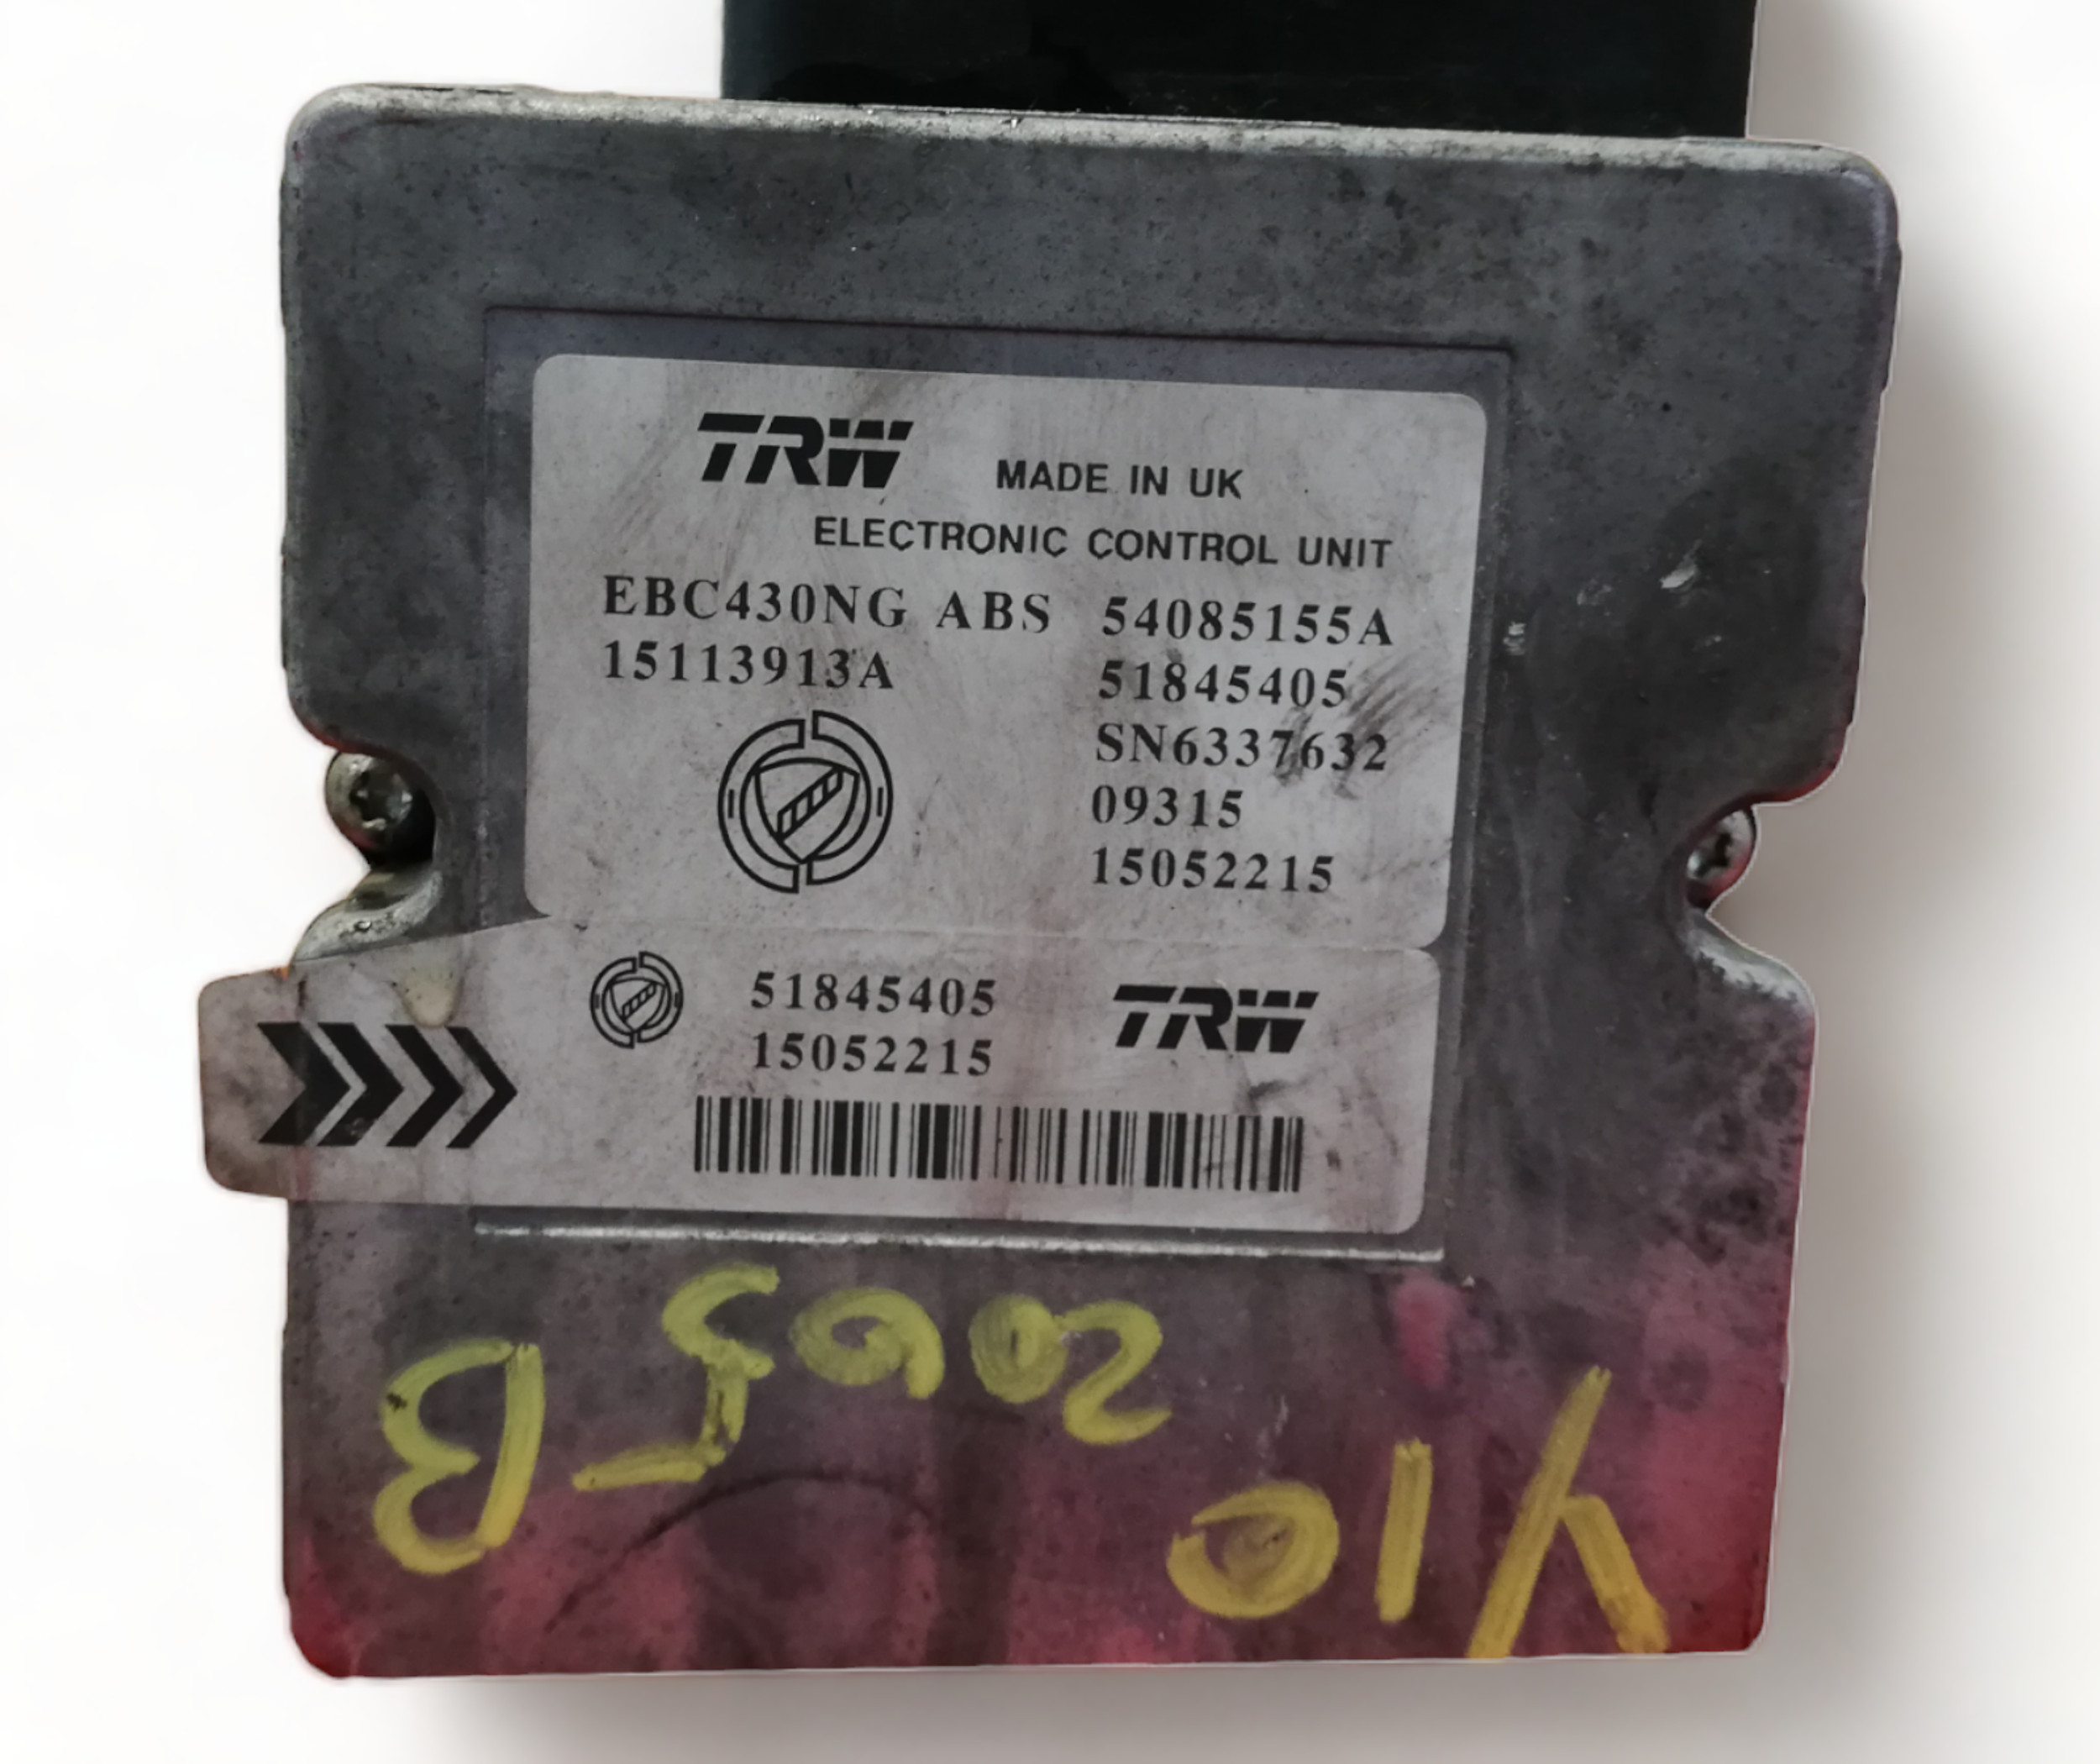 TRW MADE IN UK
ELECTRONIC CONTROL UNIT
EBC430NG ABS 54085155A
15113913A 51845405
SN6337632
09315
15052215
51845405 TRW
15052215
Y10
B